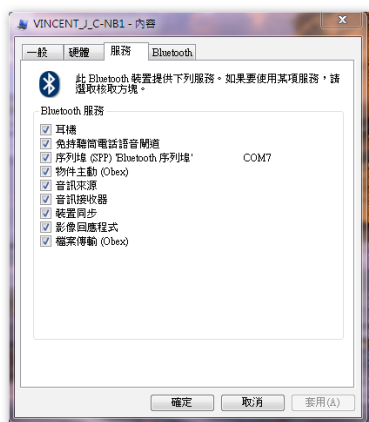 VINCENT_J_C-NB1 - 內容
一般 硬體 服務 Bluetooth
此 Bluetooth 裝置提供下列服務。如果要使用某項服務，請
選取核取方塊。
Bluetooth 服務
耳機
免持聽筒電話語音閘道
序列埠 (SPP) 'Bluetooth 序列埠' COM7
物件主動 (Obex)
音訊來源
音訊接收器
裝置同步
影像回應程式
檔案傳輸 (Obex)
確定 取消 套用(A)